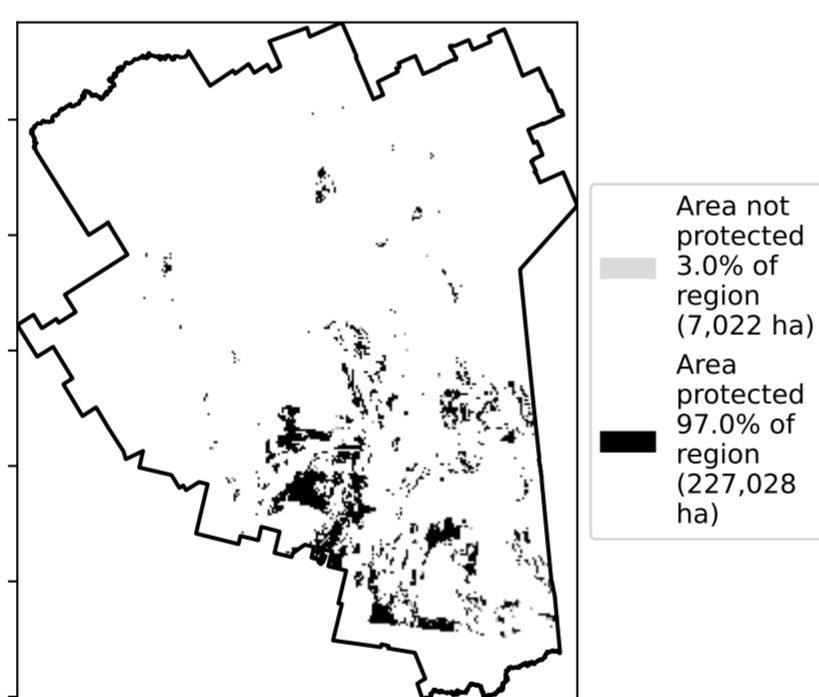 Area not
protected
3.0% of
region
(7,022 ha)
Area
protected
97.0% of
region
(227,028
ha)